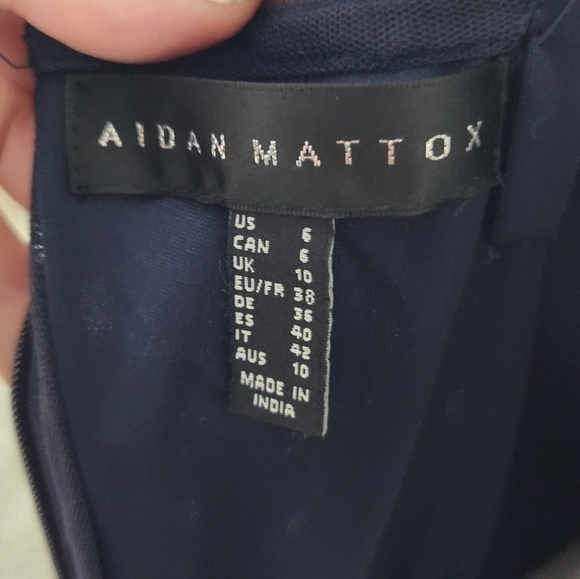 AIDAN MATTOX
US 6
CAN 6
UK 10
EU/FR 38
DE 36
ES 40
IT 42
AUS 10
MADE IN
INDIA